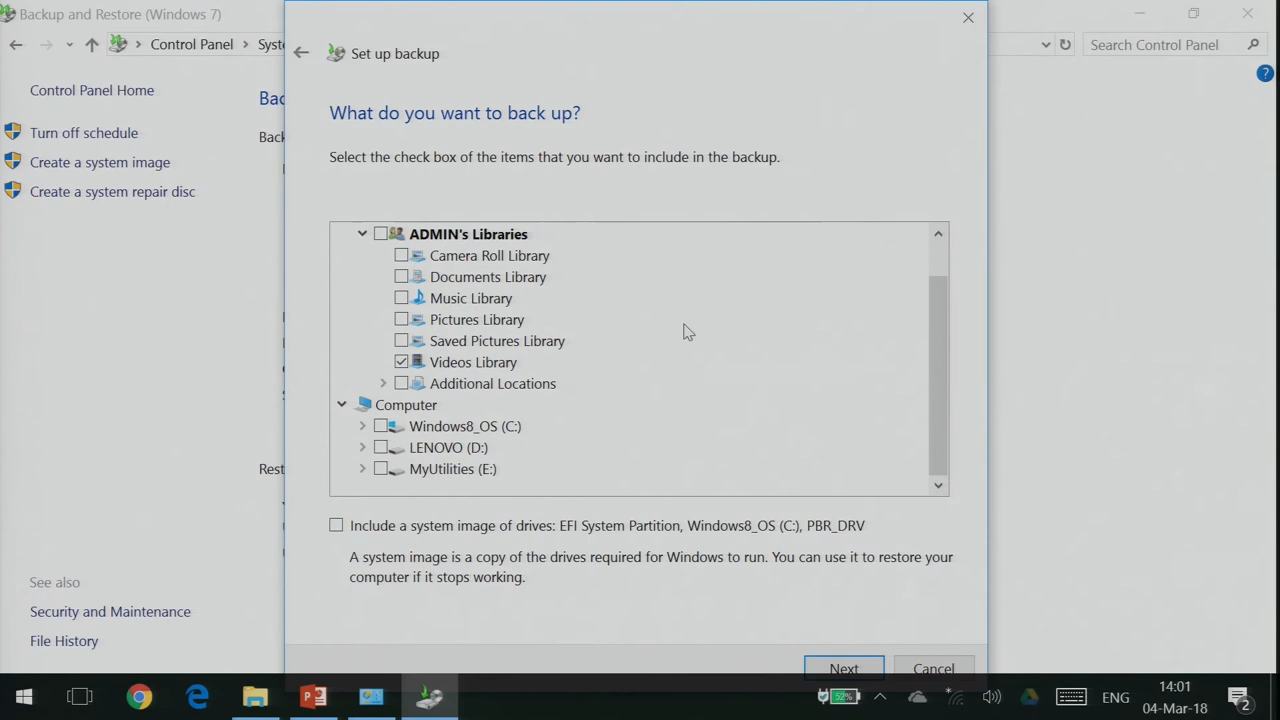 Backup and Restore (Windows 7)
Control Panel
Syst
Search Control Panel
Set up backup
Control Panel Home
Turn off schedule
Create a system image
Create a system repair disc
Bac
Back
What do you want to back up?
Select the check box of the items that you want to include in the backup.
ADMIN's Libraries
Camera Roll Library
Documents Library
Music Library
Pictures Library
Saved Pictures Library
Videos Library
Additional Locations
Computer
Windows8_OS (C:)
LENOVO (D:)
MyUtilities (E:)
Rest
Include a system image of drives: EFI System Partition, Windows8_OS (C:), PBR_DRV
A system image is a copy of the drives required for Windows to run. You can use it to restore your
computer if it stops working.
See also
Security and Maintenance
File History
Next
Cancel
52%
ENG
14:01
04-Mar-18
2